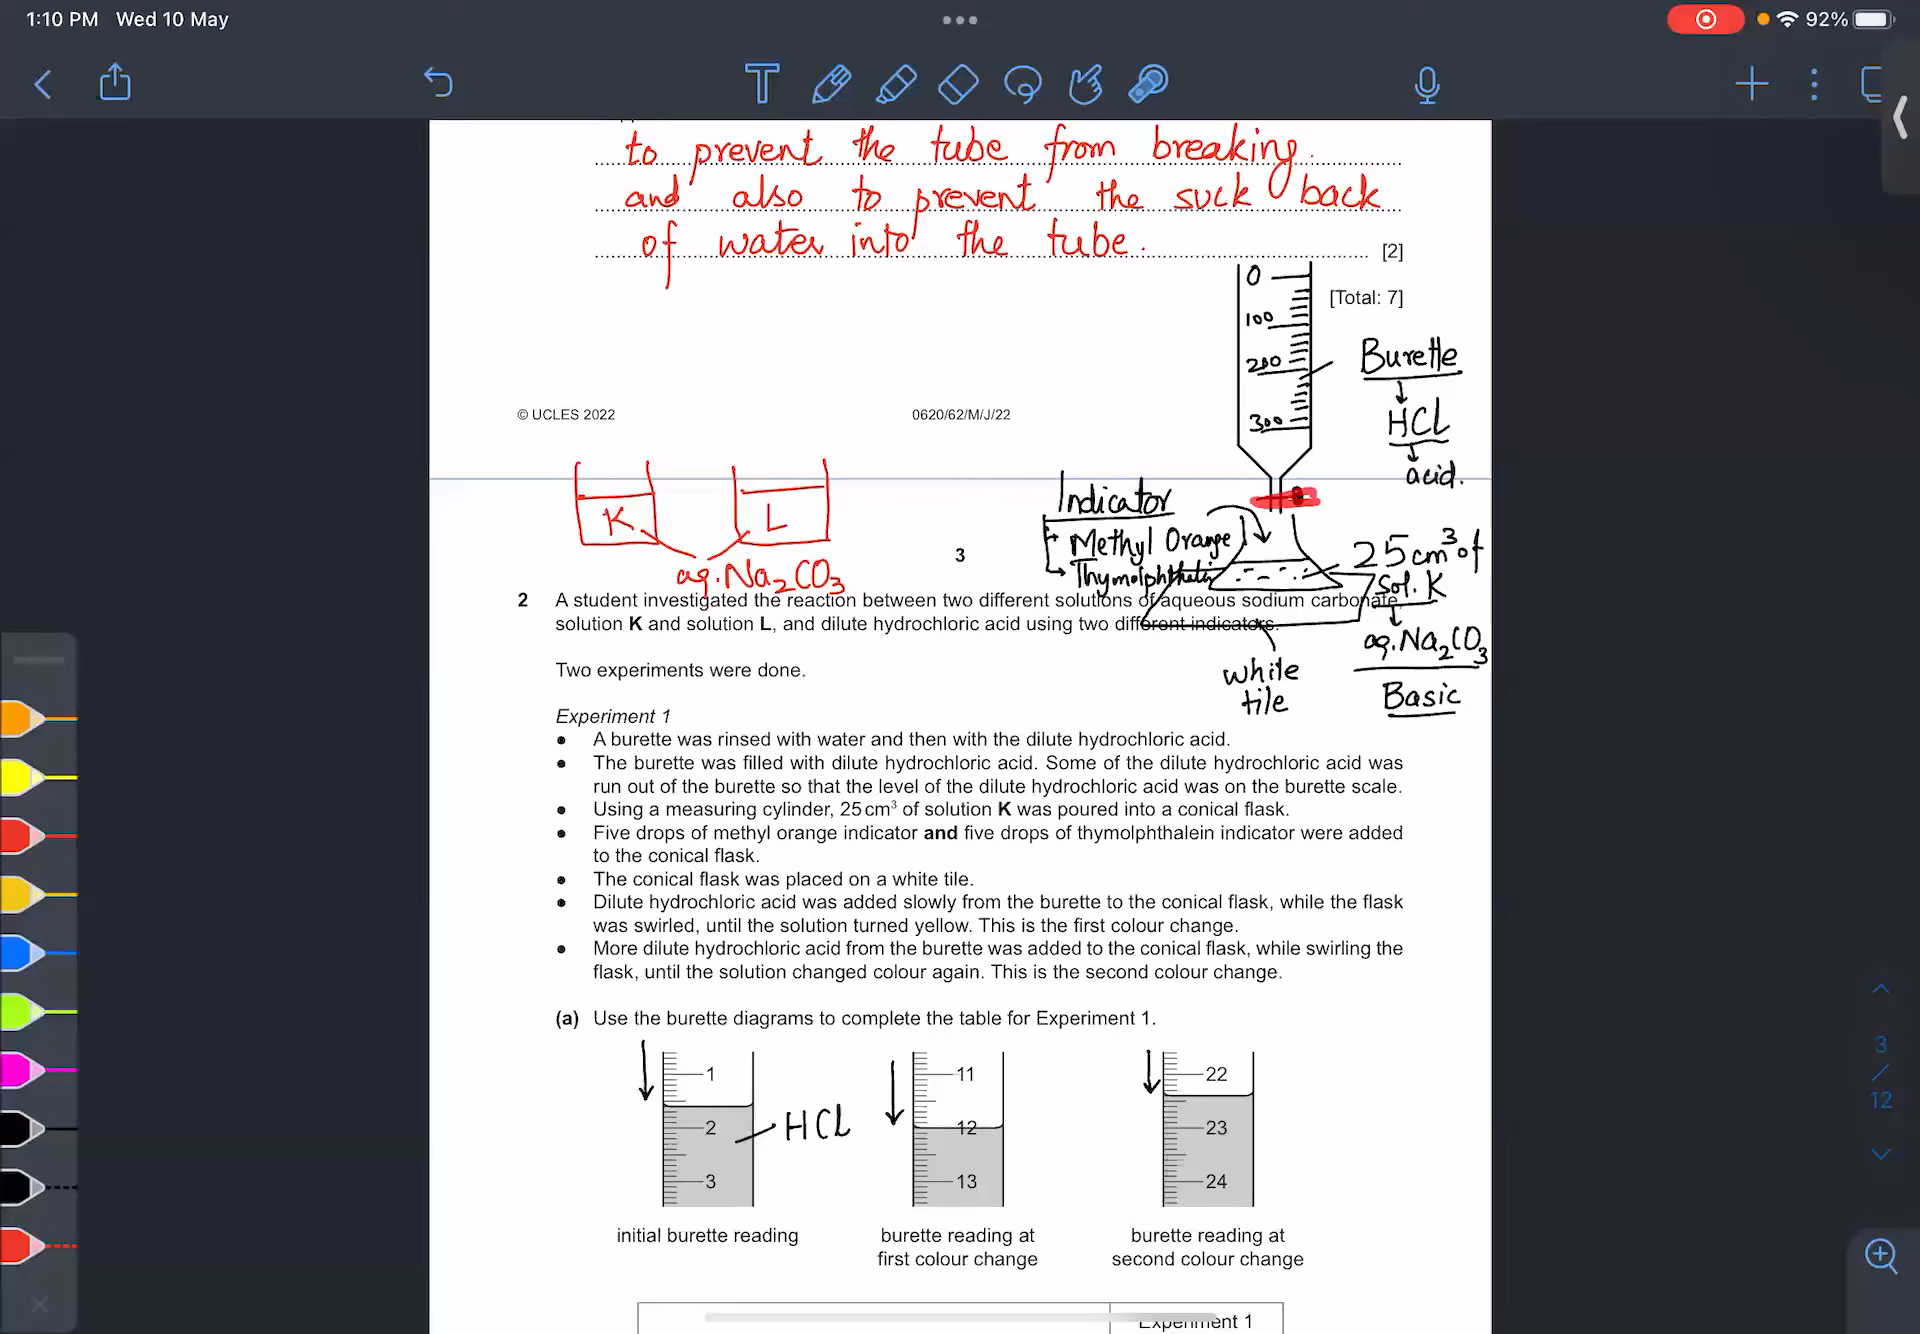 1:10 PM Wed 10 May
92%
to prevent the tube from breaking.
and also to prevent the suck back
of water into the tube. [2]
[Total: 7]
0
100
200
300
Burette
HCL
acid.
© UCLES 2022
0620/62/M/J/22
K
L
aq. Na2CO3
3
Indicator
Methyl Orange
Thymolphthalein
25cm³ of
sol. K
aq. Na2CO3
Basic
white
tile
2 A student investigated the reaction between two different solutions of aqueous sodium carbonate,
solution K and solution L, and dilute hydrochloric acid using two different indicators.
Two experiments were done.
Experiment 1
• A burette was rinsed with water and then with the dilute hydrochloric acid.
• The burette was filled with dilute hydrochloric acid. Some of the dilute hydrochloric acid was
run out of the burette so that the level of the dilute hydrochloric acid was on the burette scale.
• Using a measuring cylinder, 25 cm³ of solution K was poured into a conical flask.
• Five drops of methyl orange indicator and five drops of thymolphthalein indicator were added
to the conical flask.
• The conical flask was placed on a white tile.
• Dilute hydrochloric acid was added slowly from the burette to the conical flask, while the flask
was swirled, until the solution turned yellow. This is the first colour change.
• More dilute hydrochloric acid from the burette was added to the conical flask, while swirling the
flask, until the solution changed colour again. This is the second colour change.
(a) Use the burette diagrams to complete the table for Experiment 1.
1
2
3
HCL
initial burette reading
11
12
13
burette reading at
first colour change
22
23
24
burette reading at
second colour change
Experiment 1
3
/
12